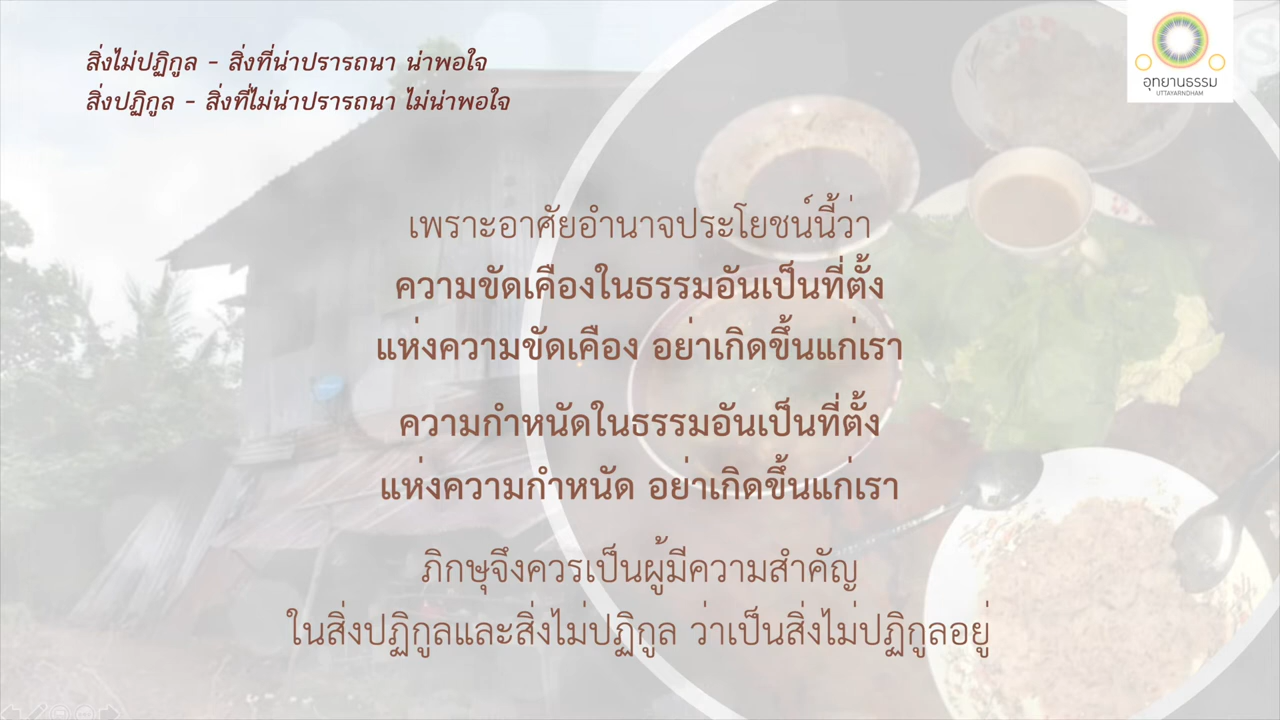 สิ่งไม่ปฏิกูล - สิ่งที่น่าปรารถนา น่าพอใจ
สิ่งปฏิกูล - สิ่งที่ไม่น่าปรารถนา ไม่น่าพอใจ
อุทยานธรรม
UTTAYARNDHAM
เพราะอาศัยอำนาจประโยชน์นี้ว่า
ความขัดเคืองในธรรมอันเป็นที่ตั้ง
แห่งความขัดเคือง อย่าเกิดขึ้นแก่เรา
ความกำหนัดในธรรมอันเป็นที่ตั้ง
แห่งความกำหนัด อย่าเกิดขึ้นแก่เรา
ภิกษุจึงควรเป็นผู้มีความสำคัญ
ในสิ่งปฏิกูลและสิ่งไม่ปฏิกูล ว่าเป็นสิ่งไม่ปฏิกูลอยู่